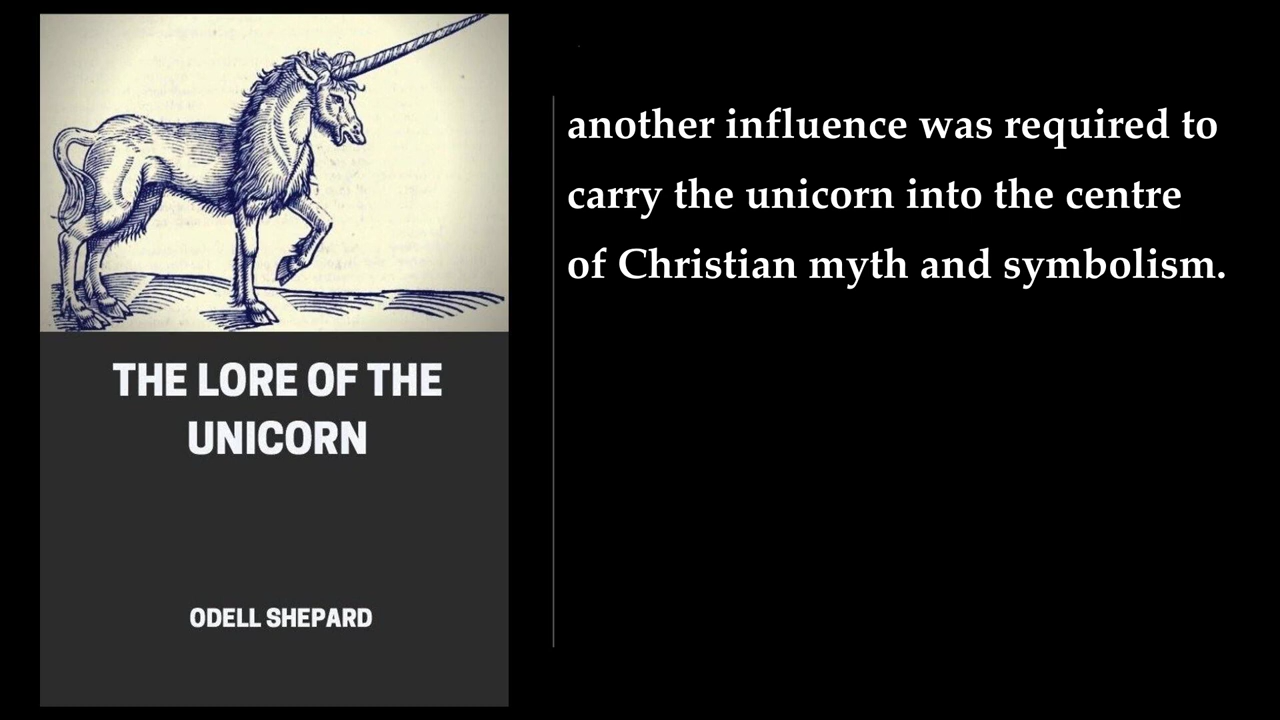 THE LORE OF THE
UNICORN
ODELL SHEPARD
another influence was required to
carry the unicorn into the centre
of Christian myth and symbolism.